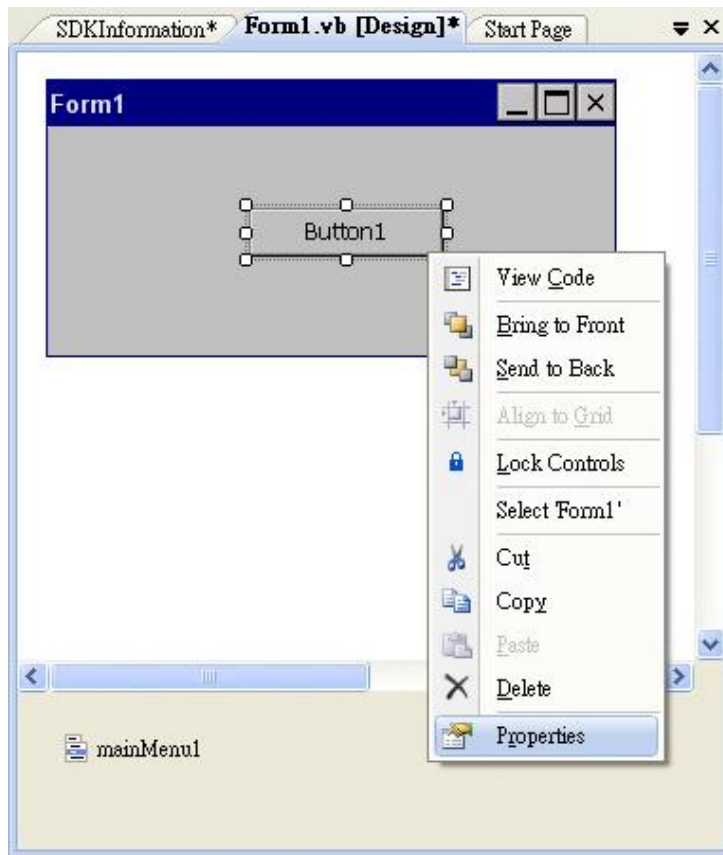 SDKInformation* Form1.vb [Design]* Start Page
Form1
Button1
View Code
Bring to Front
Send to Back
Align to Grid
Lock Controls
Select 'Form1'
Cut
Copy
Paste
Delete
Properties
mainMenu1